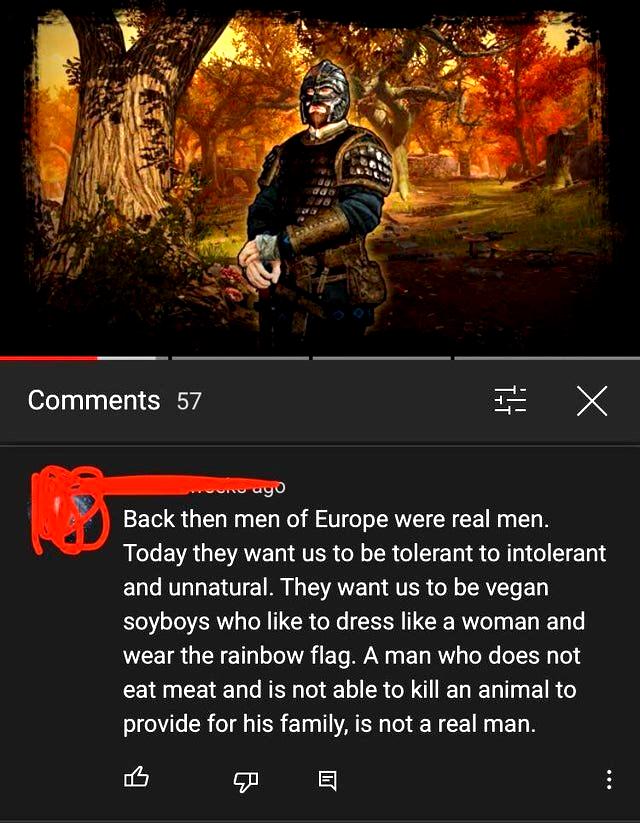 Comments 57
ago
Back then men of Europe were real men.
Today they want us to be tolerant to intolerant
and unnatural. They want us to be vegan
soyboys who like to dress like a woman and
wear the rainbow flag. A man who does not
eat meat and is not able to kill an animal to
provide for his family, is not a real man.